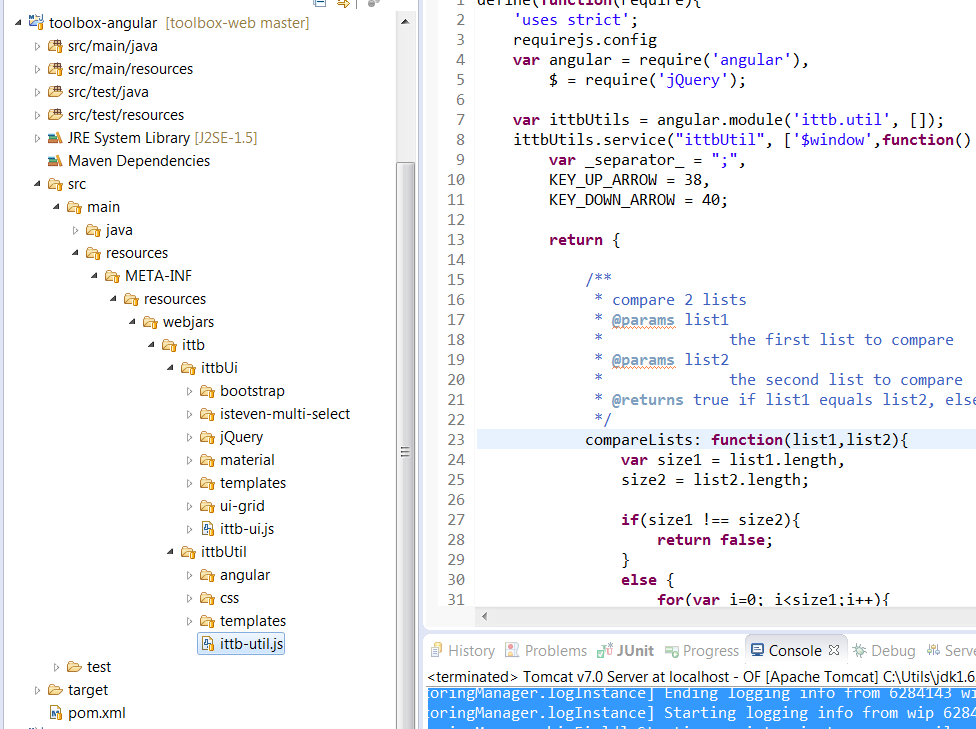 toolbox-angular [toolbox-web master]
src/main/java
src/main/resources
src/test/java
src/test/resources
JRE System Library [J2SE-1.5]
Maven Dependencies
src
main
java
resources
META-INF
resources
webjars
ittb
ittbUi
bootstrap
isteven-multi-select
jQuery
material
templates
ui-grid
ittb-ui.js
ittbUtil
angular
css
templates
ittb-util.js
test
target
pom.xml
1 define(function(require){
2 'uses strict';
3 requirejs.config
4 var angular = require('angular'),
5 $ = require('jQuery');
6
7 var ittbUtils = angular.module('ittb.util', []);
8 ittbUtils.service("ittbUtil", ['$window',function()
9 var _separator_ = ";",
10 KEY_UP_ARROW = 38,
11 KEY_DOWN_ARROW = 40;
12
13 return {
14
15 /**
16 * compare 2 lists
17 * @params list1
18 * the first list to compare
19 * @params list2
20 * the second list to compare
21 * @returns true if list1 equals list2, else
22 */
23 compareLists: function(list1,list2){
24 var size1 = list1.length,
25 size2 = list2.length;
26
27 if(size1 !== size2){
28 return false;
29 }
30 else {
31 for(var i=0; i<size1;i++){
History Problems JUnit Progress Console Debug Serve
<terminated> Tomcat v7.0 Server at localhost - OF [Apache Tomcat] C:\Utils\jdk1.6
oringManager.logInstance] Ending logging info from 6284143 wi
oringManager.logInstance] Starting logging info from wip 6284